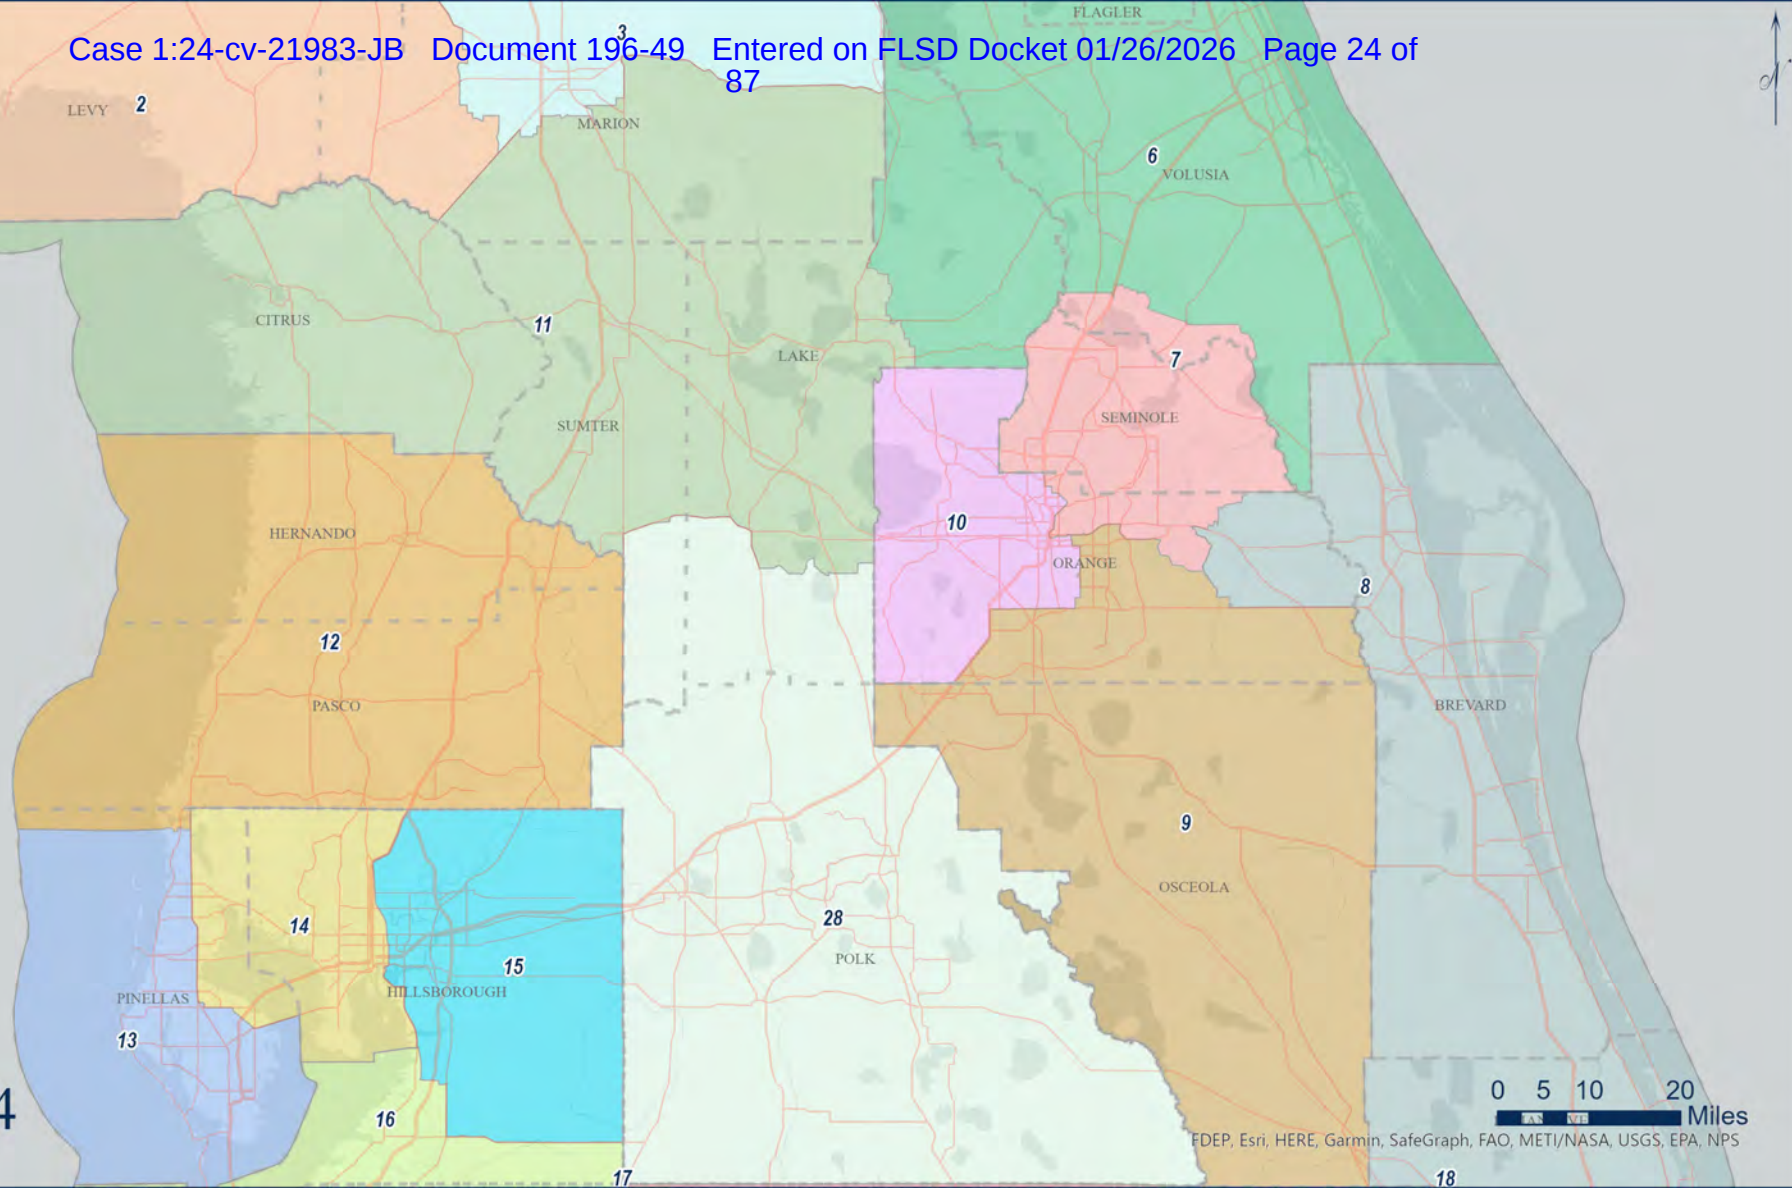 FLAGLER
3
Case 1:24-cv-21983-JB Document 196-49 Entered on FLSD Docket 01/26/2026 Page 24 of
87
LEVY 2
MARION
6
VOLUSIA
CITRUS
11
LAKE
7
SEMINOLE
SUMTER
10
HERNANDO
ORANGE
8
12
PASCO
BREVARD
9
OSCEOLA
14
28
15
POLK
PINELLAS
HILLSBOROUGH
13
4
16
0 5 10 20
Miles
FDEP, Esri, HERE, Garmin, SafeGraph, FAO, METI/NASA, USGS, EPA, NPS
17
18